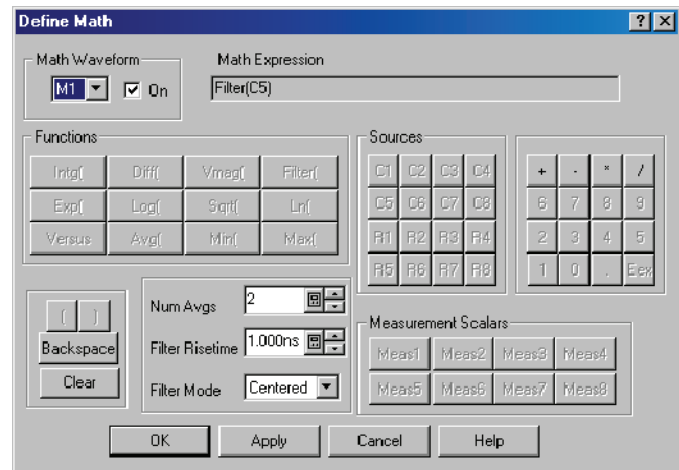 Define Math
Math Waveform
Math Expression
M1
On
Filter(C5)
Functions
Intg( Diff( Vmag( Filter(
Exp( Log( Sqrt( Ln(
Versus Avg( Min( Max(
Sources
C1 C2 C3 C4
C5 C6 C7 C8
R1 R2 R3 R4
R5 R6 R7 R8
+ - * /
6 7 8 9
2 3 4 5
1 0 . Eex
( )
Backspace
Clear
Num Avgs 2
Filter Risetime 1.000ns
Filter Mode Centered
Measurement Scalars
Meas1 Meas2 Meas3 Meas4
Meas5 Meas6 Meas7 Meas8
OK Apply Cancel Help